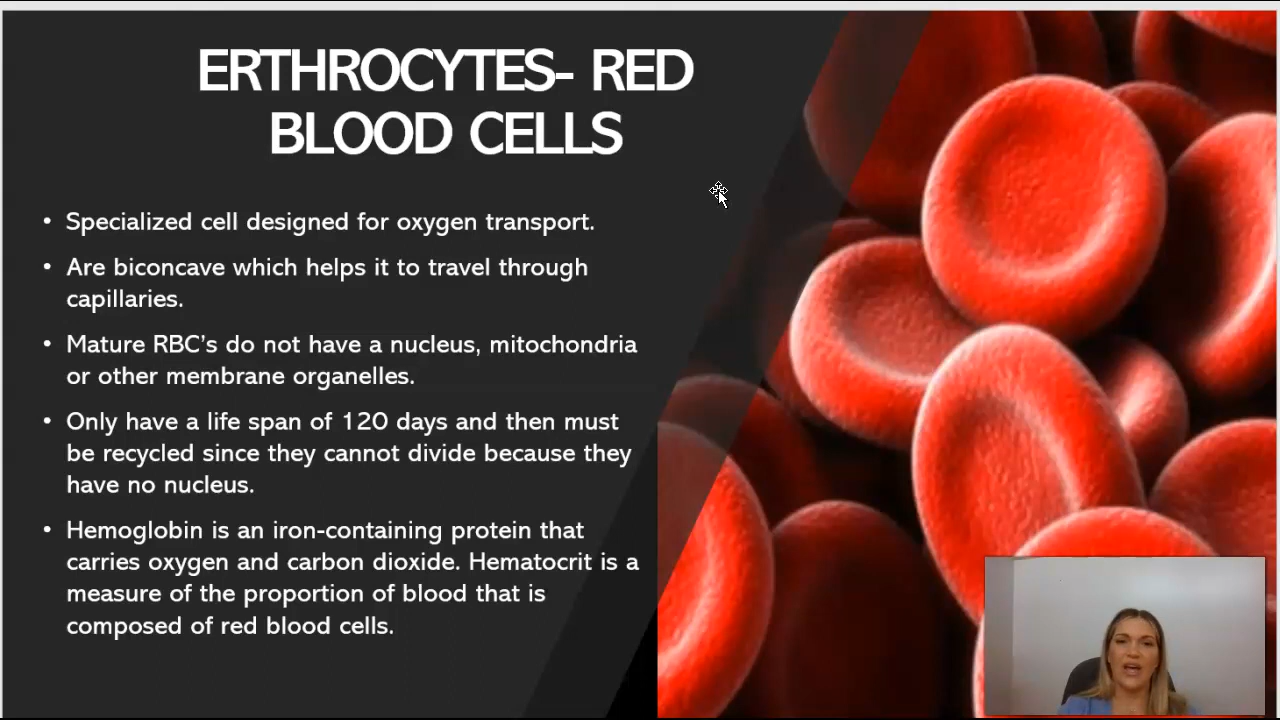 ERTHROCYTES- RED
BLOOD CELLS
• Specialized cell designed for oxygen transport.
• Are biconcave which helps it to travel through
capillaries.
• Mature RBC’s do not have a nucleus, mitochondria
or other membrane organelles.
• Only have a life span of 120 days and then must
be recycled since they cannot divide because they
have no nucleus.
• Hemoglobin is an iron-containing protein that
carries oxygen and carbon dioxide. Hematocrit is a
measure of the proportion of blood that is
composed of red blood cells.